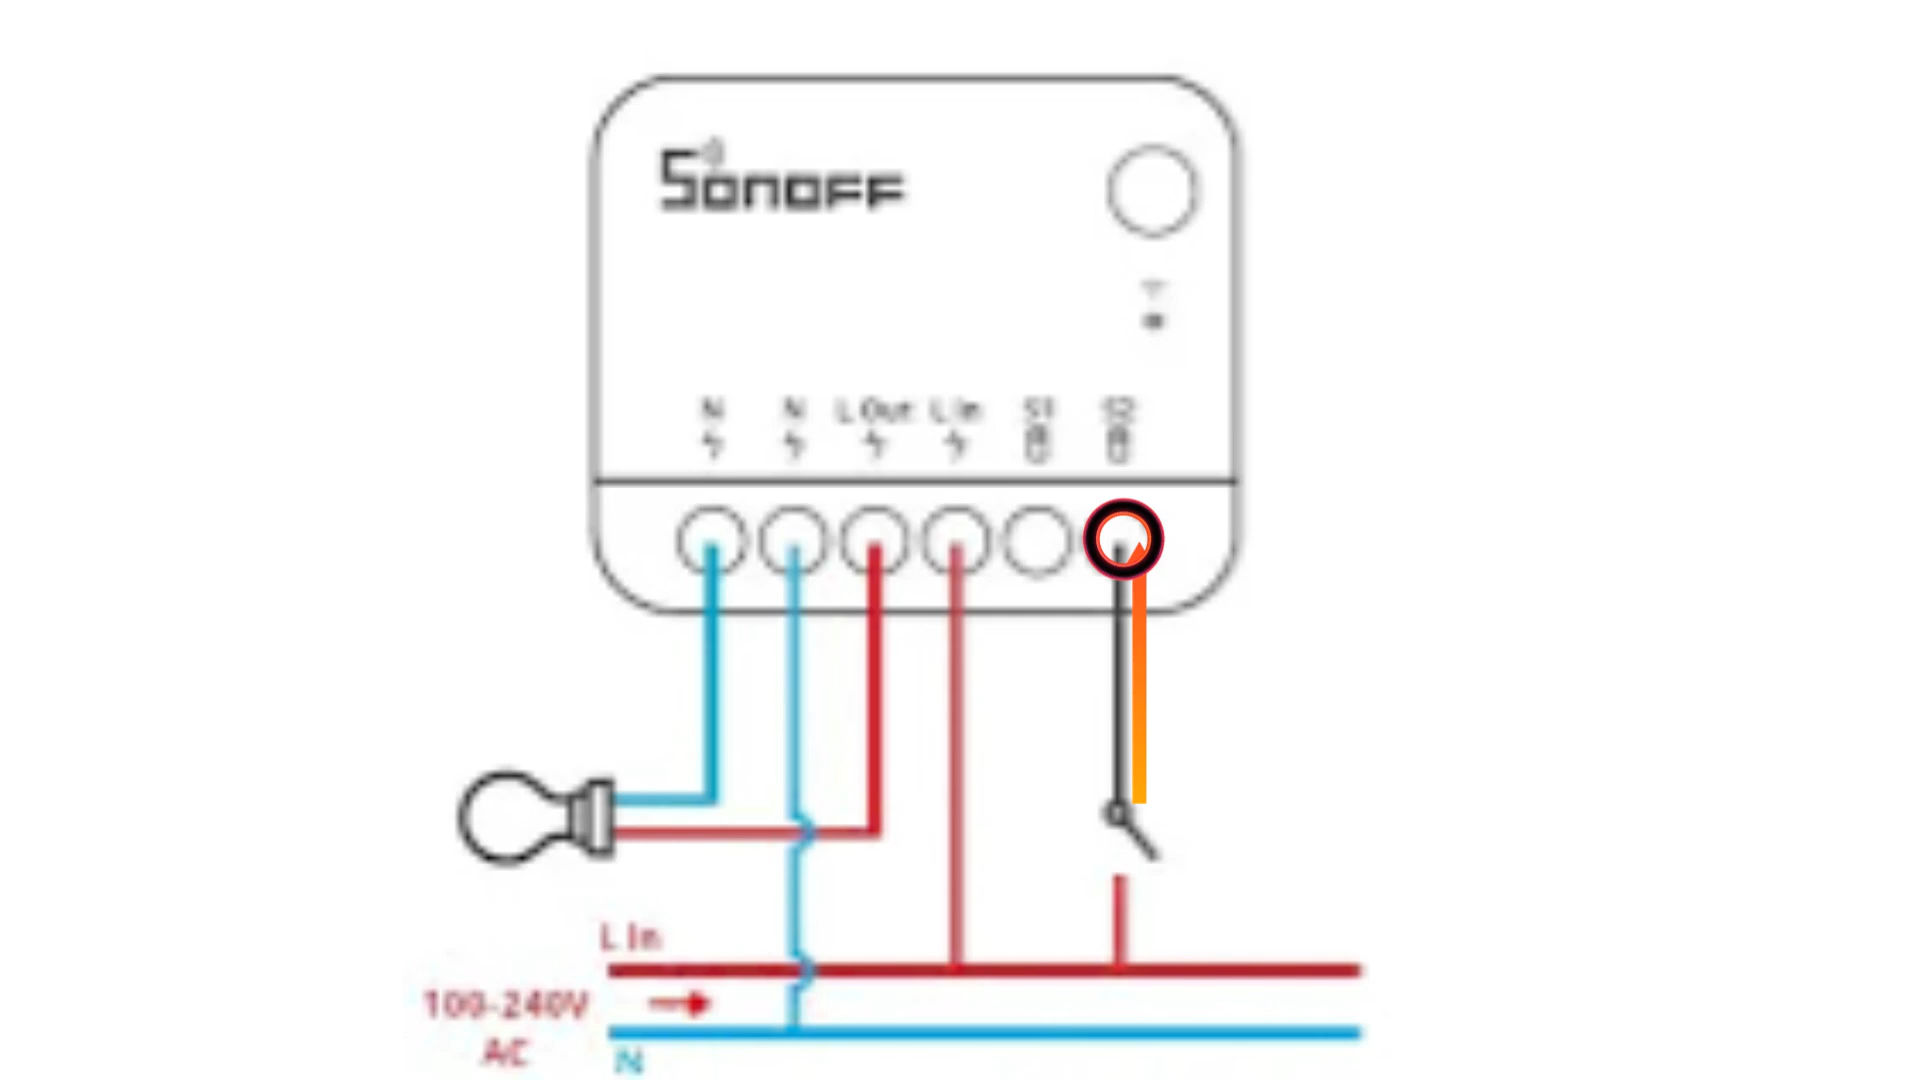 SONOFF
N N L Out L In S1 S2
L In
100-240V
AC
N